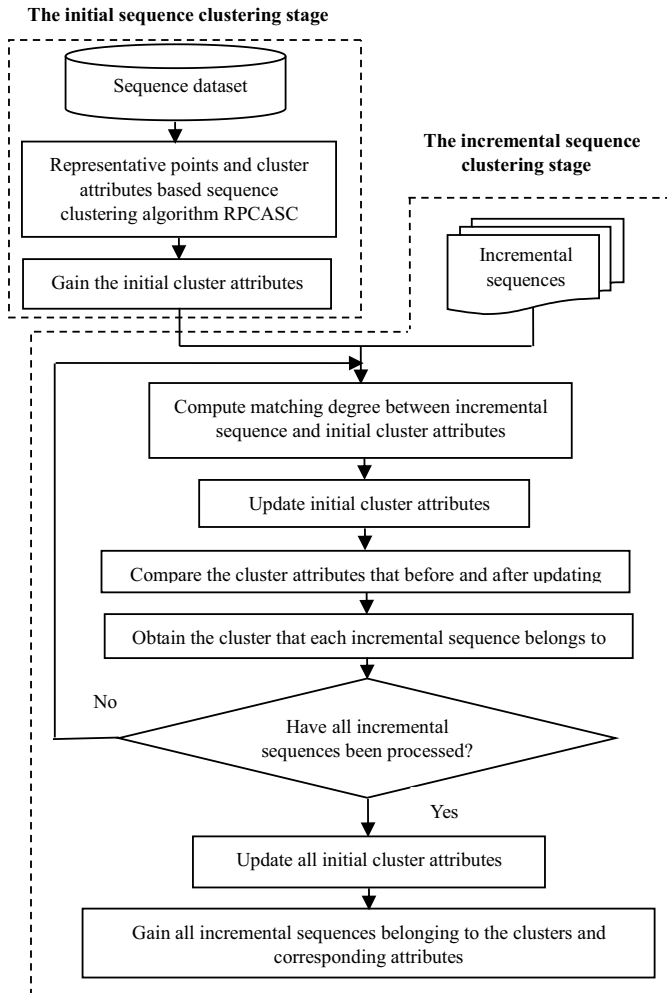 The initial sequence clustering stage
Sequence dataset
Representative points and cluster
attributes based sequence
clustering algorithm RPCASC
Gain the initial cluster attributes
The incremental sequence
clustering stage
Incremental
sequences
Compute matching degree between incremental
sequence and initial cluster attributes
Update initial cluster attributes
Compare the cluster attributes that before and after updating
Obtain the cluster that each incremental sequence belongs to
No
Have all incremental
sequences been processed?
Yes
Update all initial cluster attributes
Gain all incremental sequences belonging to the clusters and
corresponding attributes